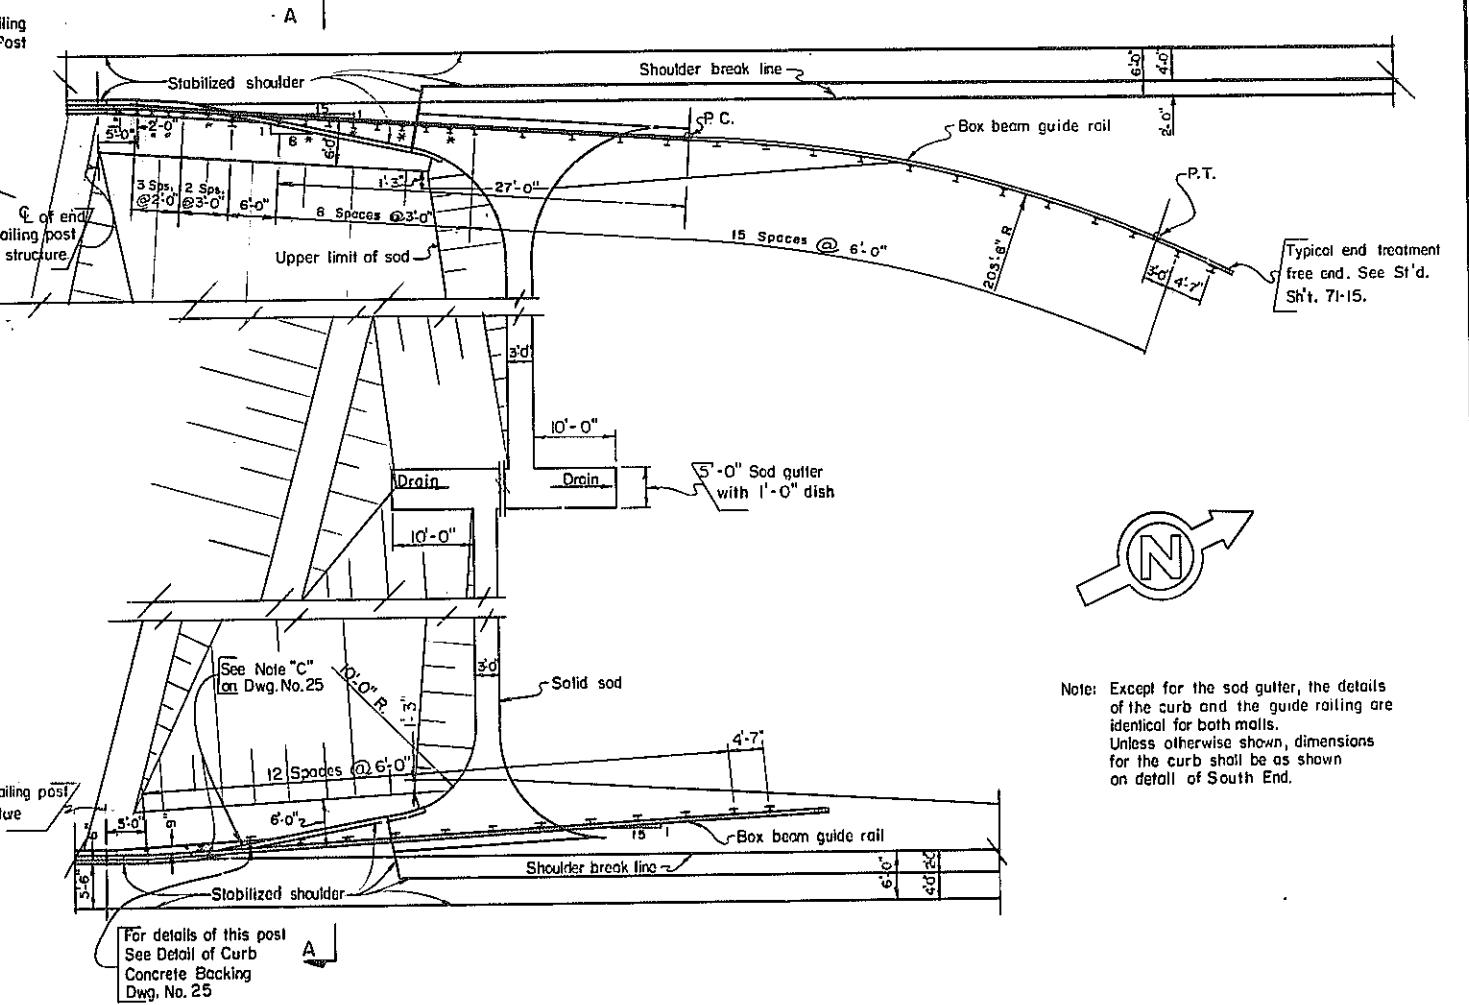 A
iling
Post
Stabilized shoulder
Shoulder break line
6'-0"
4'-0"
2'-0"
P.C.
Box beam guide rail
15
1
5'-0"
2'-0"
1
6'-0"
1'-3"
27'-0"
3 Sps.
@2'-0"
2 Sps.
@3'-0"
6'-0"
8 Spaces @3'-0"
15 Spaces @ 6'-0"
P.T.
℄ of end
ailing post
structure.
Upper limit of sod
3'-0"
4'-7"
Typical end treatment
free end. See St'd.
Sh't. 71-15.
3'-0"
10'-0"
Drain
Drain
5'-0" Sod gutter
with 1'-0" dish
10'-0"
N
See Note "C"
on Dwg. No. 25
10'-0" R.
3'-0"
Solid sod
1'-3"
Note: Except for the sod gutter, the details
of the curb and the guide railing are
identical for both malls.
Unless otherwise shown, dimensions
for the curb shall be as shown
on detail of South End.
4'-7"
12 Spaces @ 6'-0"
ailing post
ture
5'-0"
6'-0"
15
1
Box beam guide rail
Shoulder break line
5'-6"
Stabilized shoulder
6'-0"
4'-0"
2'-0"
For details of this post
See Detail of Curb
Concrete Backing
Dwg. No. 25
A